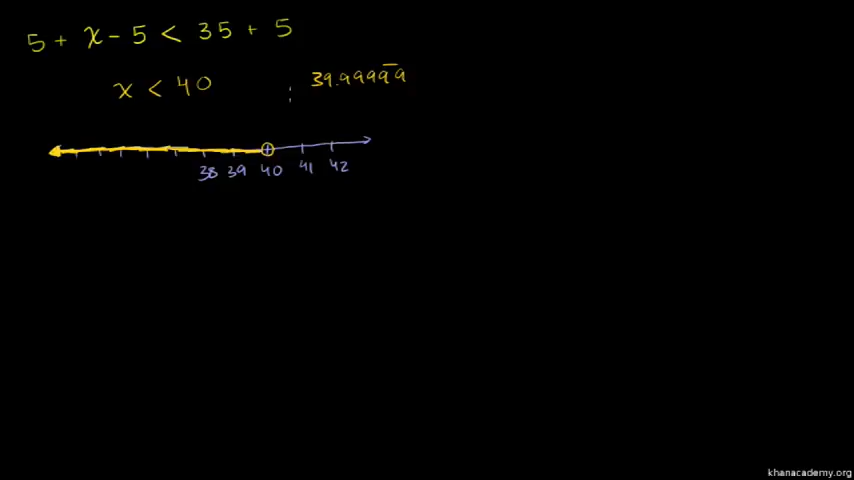 5 + x - 5 < 35 + 5
x < 40 : 39.9999̅9
38 39 40 41 42
khanacademy.org